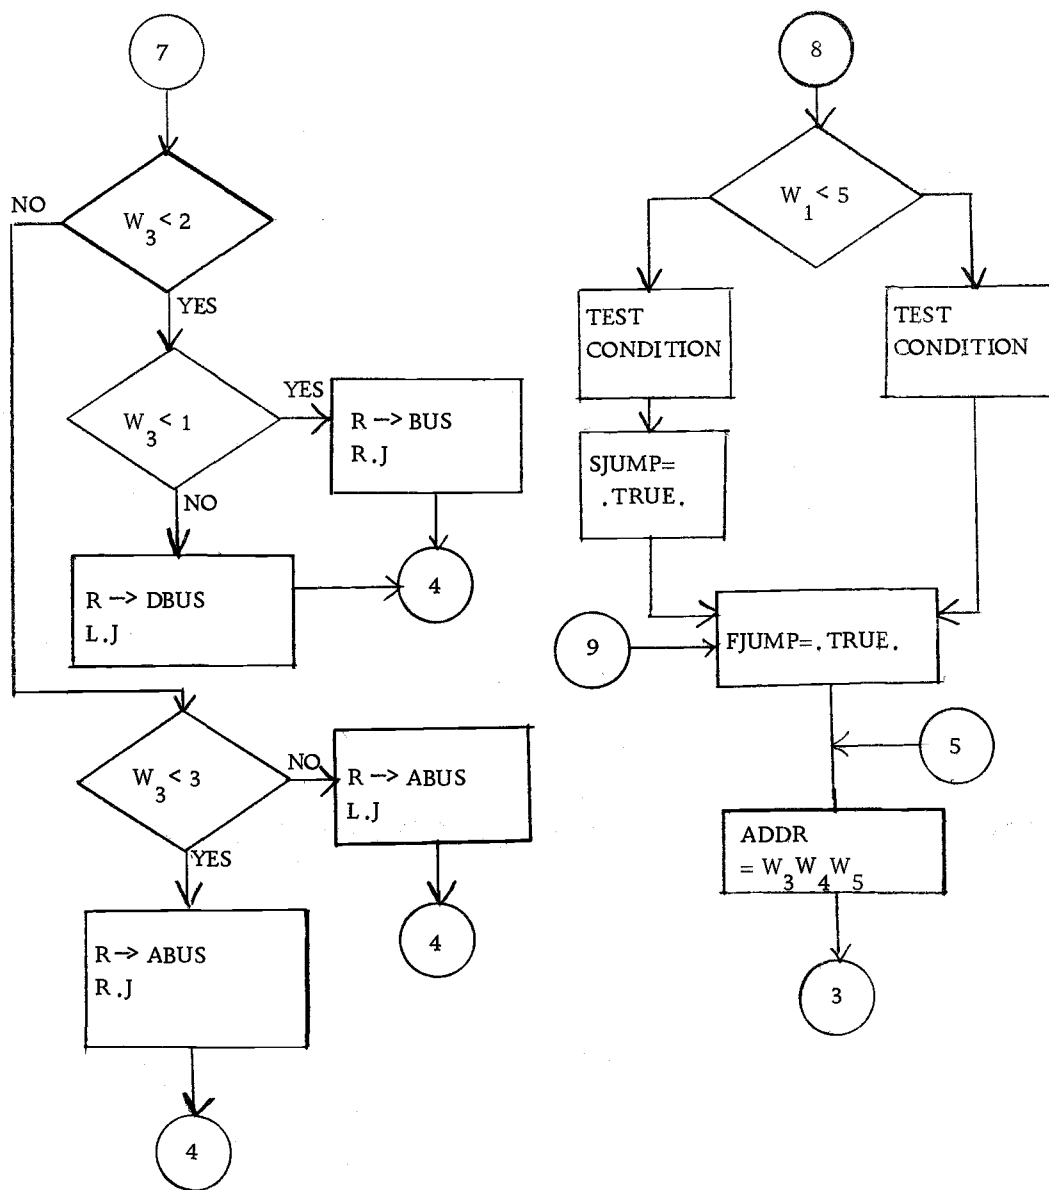 7
W3 < 2
NO
YES
W3 < 1
YES
R → BUS
R.J
NO
R → DBUS
L.J
4
W3 < 3
NO
R → ABUS
L.J
YES
4
R → ABUS
R.J
4
8
W1 < 5
TEST
CONDITION
TEST
CONDITION
SJUMP=
.TRUE.
9
FJUMP=.TRUE.
5
ADDR
= W3W4W5
3